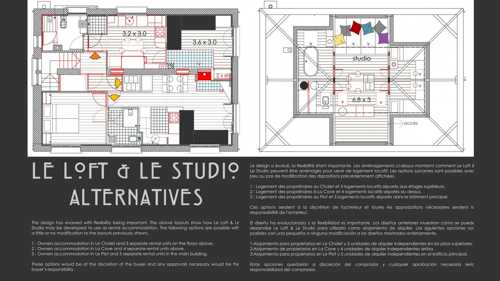 3.2 x 3.0
3.6 x 3.0
studio
6.8 x 5
LE LOFT & LE STUDIO
ALTERNATIVES
The design has evolved with flexibility being important. The above layouts show how Le Loft & Le
Studio may be developed to use as rental accommodation. The following options are possible with
a little or no modification to the layouts previously shown.
1 - Owners accommodation in Le Chalet and 3 separate rental units on the floors above.
2 - Owners accommodation in La Cave and 4 separate rental units above.
3 - Owners accommodation in Le Plat and 5 separate rental units in the main building.
These options would be at the discretion of the buyer and any approvals necessary would be the
buyer's responsibility.
Le design a évolué, la flexibilité étant importante. Les aménagements ci-dessus montrent comment Le Loft &
Le Studio peuvent être aménagés pour servir de logement locatif. Les options suivantes sont possibles avec
peu ou pas de modification des dispositions précédemment affichées.
1 - Logement des propriétaires au Chalet et 3 logements locatifs séparés aux étages supérieurs.
2 - Logement des propriétaires à La Cave et 4 logements locatifs séparés au dessus.
3 - Logement des propriétaires au Plat et 5 logements locatifs séparés dans le bâtiment principal.
Ces options seraient à la discrétion de l'acheteur et toutes les approbations nécessaires seraient la
responsabilité de l'acheteur.
El diseño ha evolucionado y la flexibilidad es importante. Los diseños anteriores muestran cómo se puede
desarrollar Le Loft & Le Studio para utilizarlo como alojamiento de alquiler. Las siguientes opciones son
posibles con una pequeña o ninguna modificación a los diseños mostrados anteriormente.
1 Alojamiento para propietarios en Le Chalet y 3 unidades de alquiler independientes en los pisos superiores.
2 Alojamiento para propietarios en La Cave y 4 unidades de alquiler independientes arriba.
3 Alojamiento para propietarios en Le Plat y 5 unidades de alquiler independientes en el edificio principal.
Estas opciones quedarían a discreción del comprador y cualquier aprobación necesaria sería
responsabilidad del comprador.